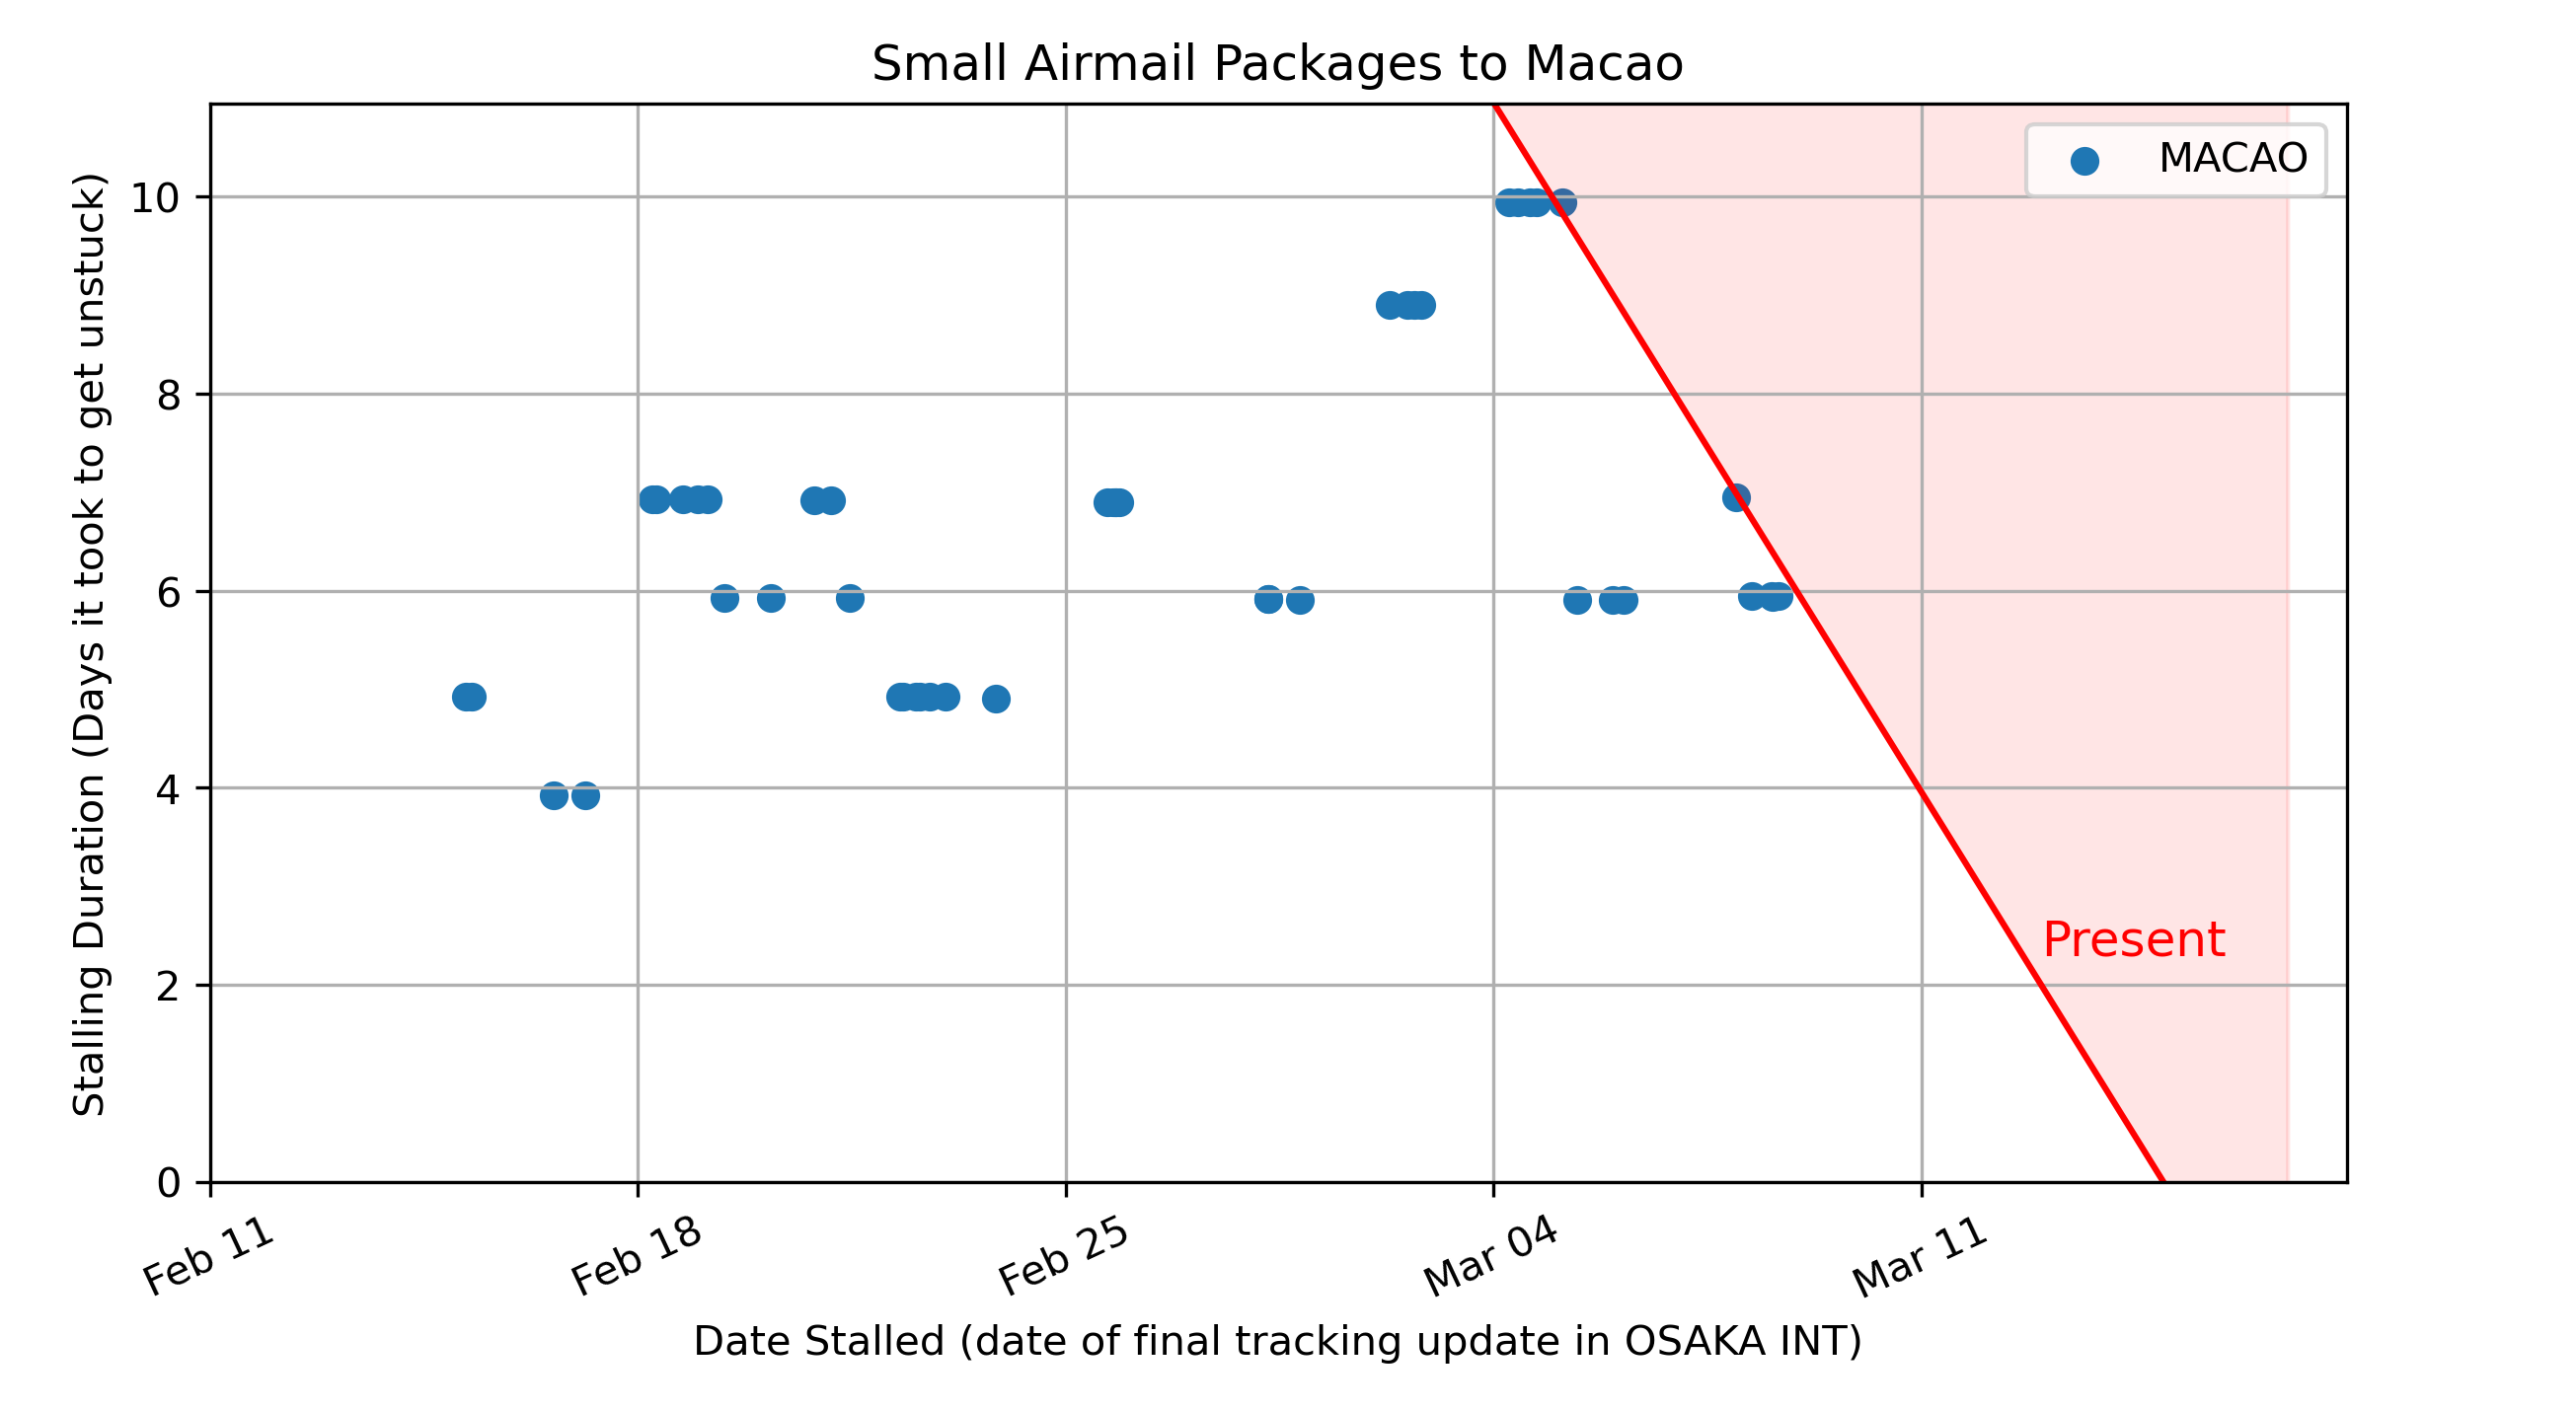 Small Airmail Packages to Macao
MACAO
Stalling Duration (Days it took to get unstuck)
10
8
6
4
2
0
Present
Feb 11
Feb 18
Feb 25
Mar 04
Mar 11
Date Stalled (date of final tracking update in OSAKA INT)